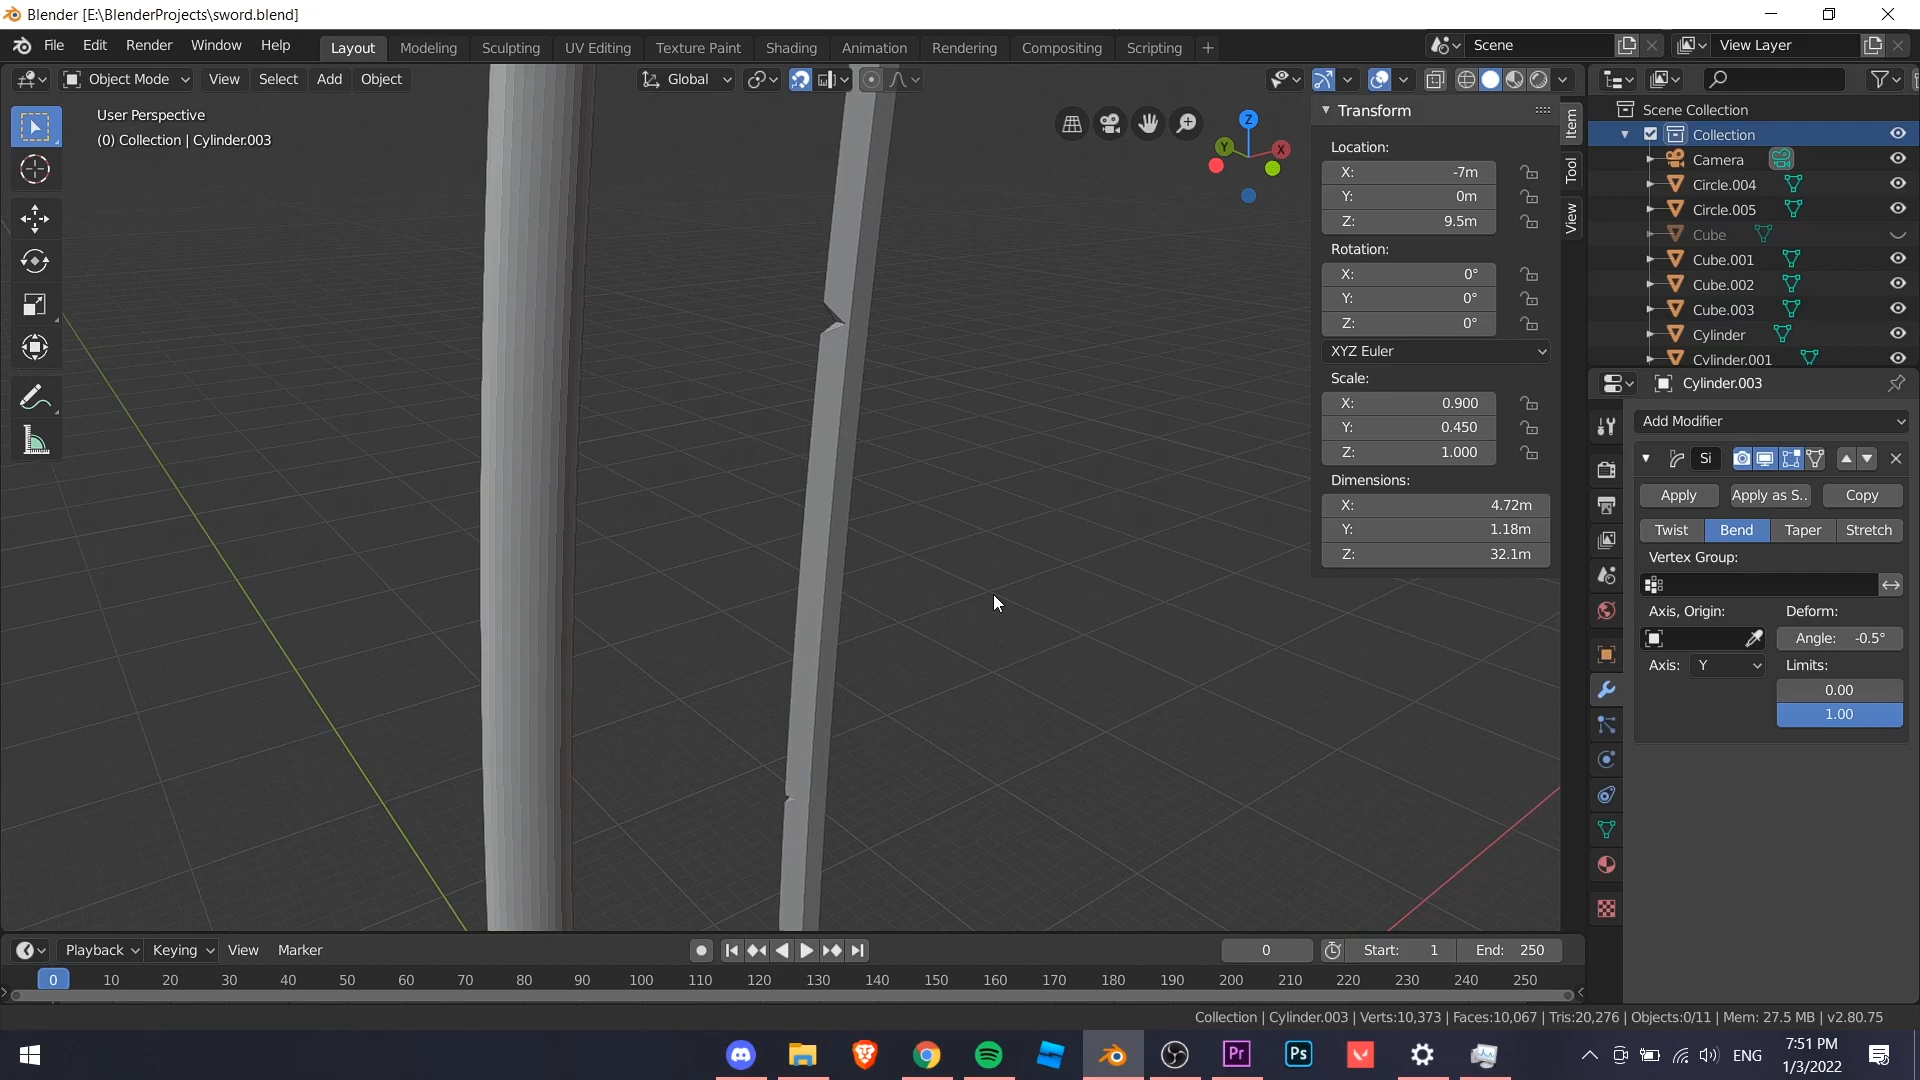 Blender [E:\BlenderProjects\sword.blend]
File Edit Render Window Help Layout Modeling Sculpting UV Editing Texture Paint Shading Animation Rendering Compositing Scripting + Scene View Layer
Object Mode View Select Add Object Global
User Perspective
(0) Collection | Cylinder.003
Z
Y
X
Transform
Location:
X: -7m
Y: 0m
Z: 9.5m
Rotation:
X: 0°
Y: 0°
Z: 0°
XYZ Euler
Scale:
X: 0.900
Y: 0.450
Z: 1.000
Dimensions:
X: 4.72m
Y: 1.18m
Z: 32.1m
Item
Tool
View
Scene Collection
Collection
Camera
Circle.004
Circle.005
Cube
Cube.001
Cube.002
Cube.003
Cylinder
Cylinder.001
Cylinder.003
Add Modifier
Si
Apply Apply as S.. Copy
Twist Bend Taper Stretch
Vertex Group:
Axis, Origin: Deform:
Angle: -0.5°
Axis: Y Limits:
0.00
1.00
Playback Keying View Marker 0 Start: 1 End: 250
0 10 20 30 40 50 60 70 80 90 100 110 120 130 140 150 160 170 180 190 200 210 220 230 240 250
Collection | Cylinder.003 | Verts:10,373 | Faces:10,067 | Tris:20,276 | Objects:0/11 | Mem: 27.5 MB | v2.80.75
Pr Ps ENG 7:51 PM
1/3/2022